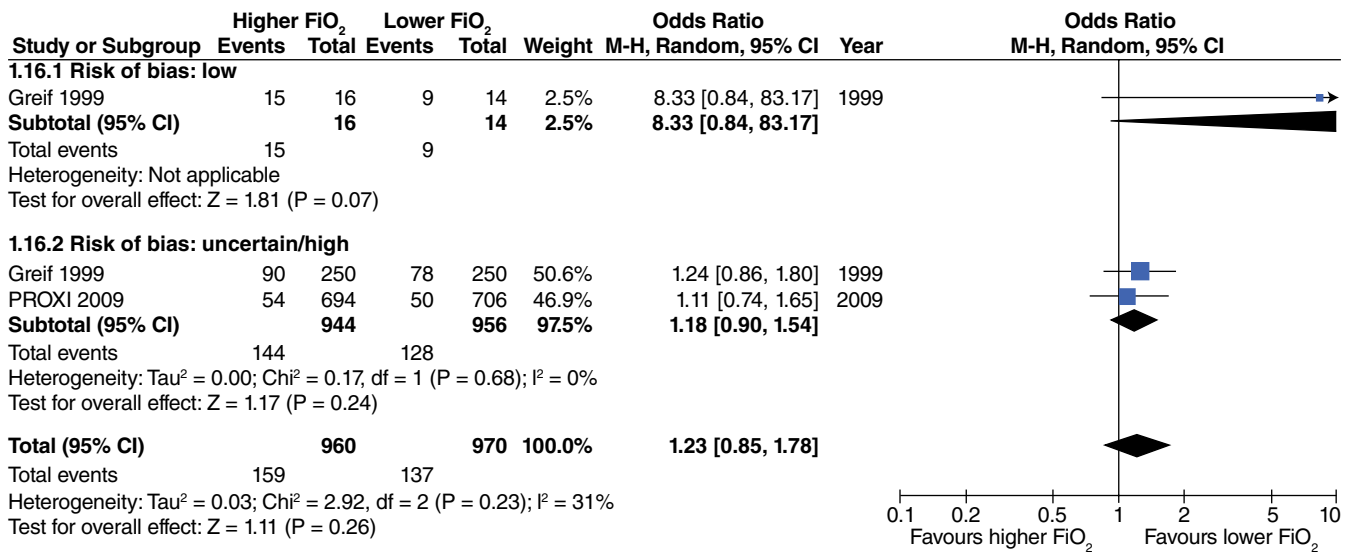 Higher FiO2 Lower FiO2 Odds Ratio Odds Ratio
Study or Subgroup Events Total Events Total Weight M-H, Random, 95% CI Year M-H, Random, 95% CI
1.16.1 Risk of bias: low
Greif 1999 15 16 9 14 2.5% 8.33 [0.84, 83.17] 1999
Subtotal (95% CI) 16 14 2.5% 8.33 [0.84, 83.17]
Total events 15 9
Heterogeneity: Not applicable
Test for overall effect: Z = 1.81 (P = 0.07)
1.16.2 Risk of bias: uncertain/high
Greif 1999 90 250 78 250 50.6% 1.24 [0.86, 1.80] 1999
PROXI 2009 54 694 50 706 46.9% 1.11 [0.74, 1.65] 2009
Subtotal (95% CI) 944 956 97.5% 1.18 [0.90, 1.54]
Total events 144 128
Heterogeneity: Tau² = 0.00; Chi² = 0.17, df = 1 (P = 0.68); I² = 0%
Test for overall effect: Z = 1.17 (P = 0.24)
Total (95% CI) 960 970 100.0% 1.23 [0.85, 1.78]
Total events 159 137
Heterogeneity: Tau² = 0.03; Chi² = 2.92, df = 2 (P = 0.23); I² = 31%
Test for overall effect: Z = 1.11 (P = 0.26)
0.1 0.2 0.5 1 2 5 10
Favours higher FiO2 Favours lower FiO2